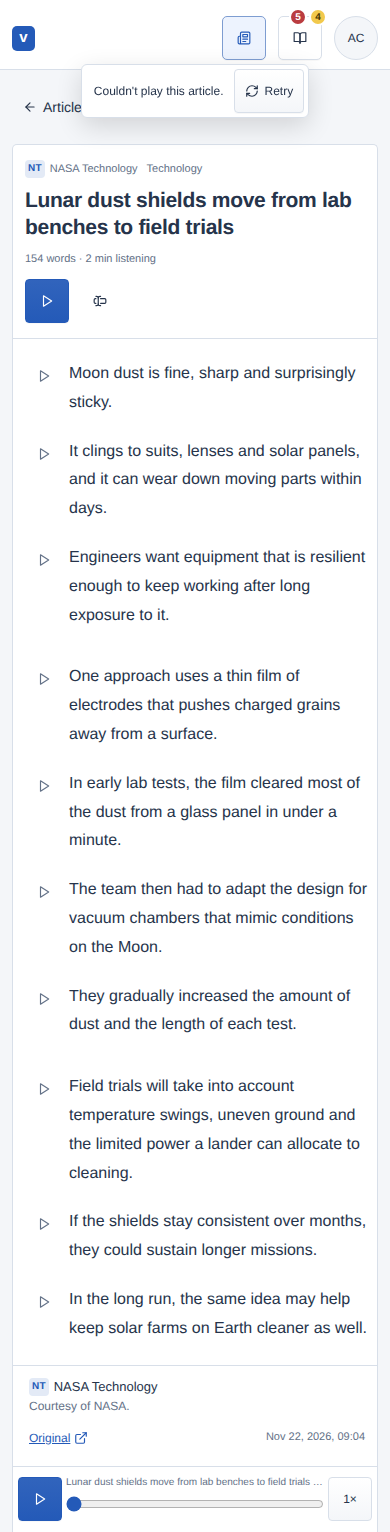 v
5
4
AC
Couldn't play this article.
Retry
Article
NT NASA Technology Technology
Lunar dust shields move from lab
benches to field trials
154 words · 2 min listening
Moon dust is fine, sharp and surprisingly
sticky.
It clings to suits, lenses and solar panels,
and it can wear down moving parts within
days.
Engineers want equipment that is resilient
enough to keep working after long
exposure to it.
One approach uses a thin film of
electrodes that pushes charged grains
away from a surface.
In early lab tests, the film cleared most of
the dust from a glass panel in under a
minute.
The team then had to adapt the design for
vacuum chambers that mimic conditions
on the Moon.
They gradually increased the amount of
dust and the length of each test.
Field trials will take into account
temperature swings, uneven ground and
the limited power a lander can allocate to
cleaning.
If the shields stay consistent over months,
they could sustain longer missions.
In the long run, the same idea may help
keep solar farms on Earth cleaner as well.
NT NASA Technology
Courtesy of NASA.
Original
Nov 22, 2026, 09:04
Lunar dust shields move from lab benches to field trials ...
1×